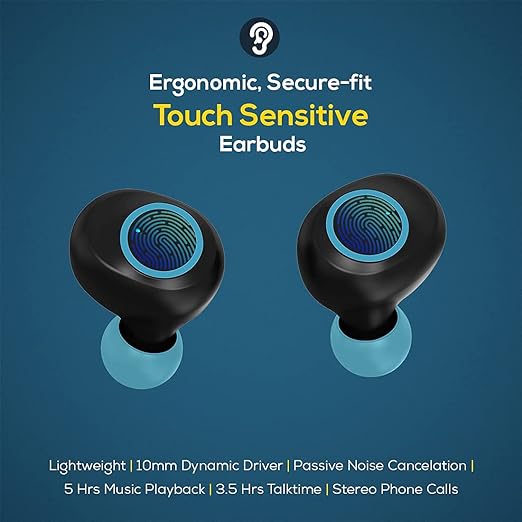 Ergonomic, Secure-fit
Touch Sensitive
Earbuds
Lightweight | 10mm Dynamic Driver | Passive Noise Cancelation |
5 Hrs Music Playback | 3.5 Hrs Talktime | Stereo Phone Calls